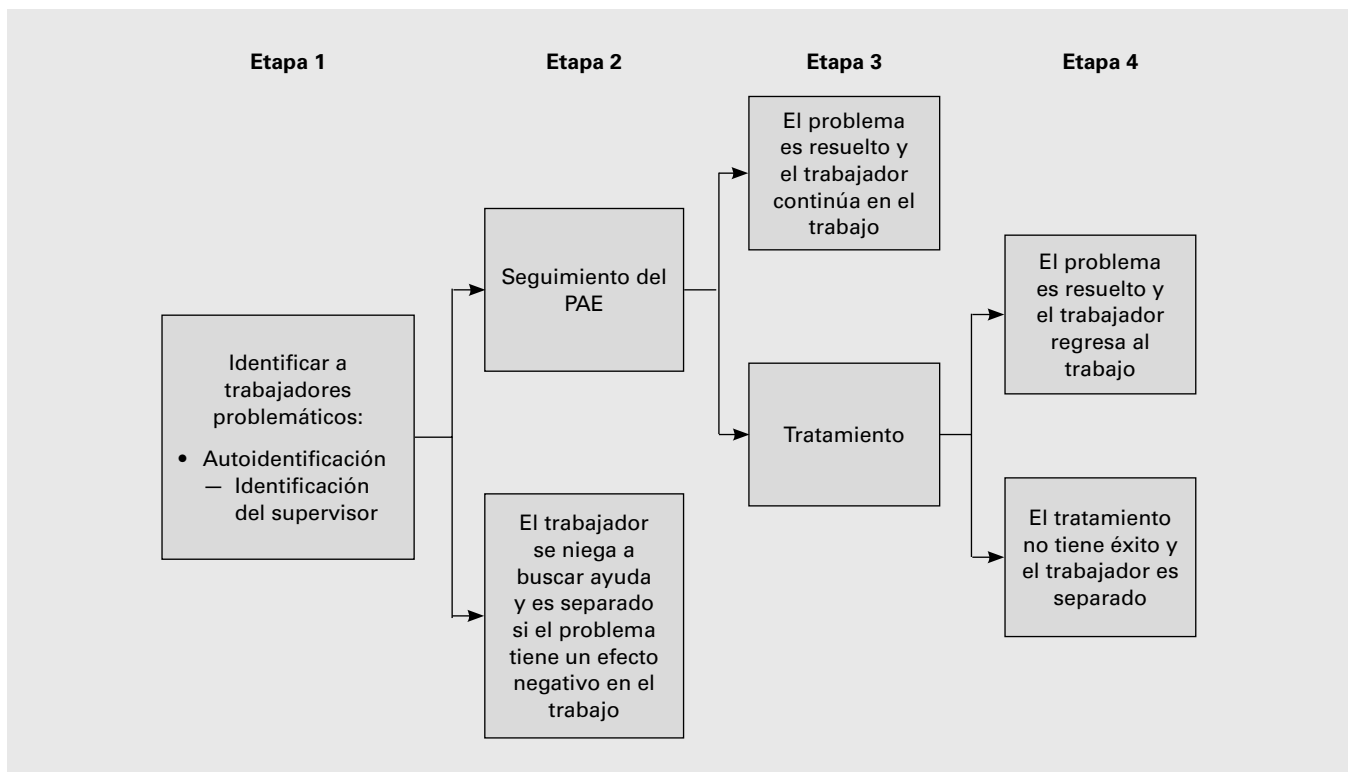 Etapa 1
Etapa 2
Etapa 3
Etapa 4
Identificar a
trabajadores
problemáticos:
• Autoidentificación
— Identificación
del supervisor
Seguimiento del
PAE
El trabajador
se niega a
buscar ayuda
y es separado
si el problema
tiene un efecto
negativo en el
trabajo
El problema
es resuelto y
el trabajador
continúa en el
trabajo
Tratamiento
El problema
es resuelto y
el trabajador
regresa al
trabajo
El tratamiento
no tiene éxito y
el trabajador es
separado